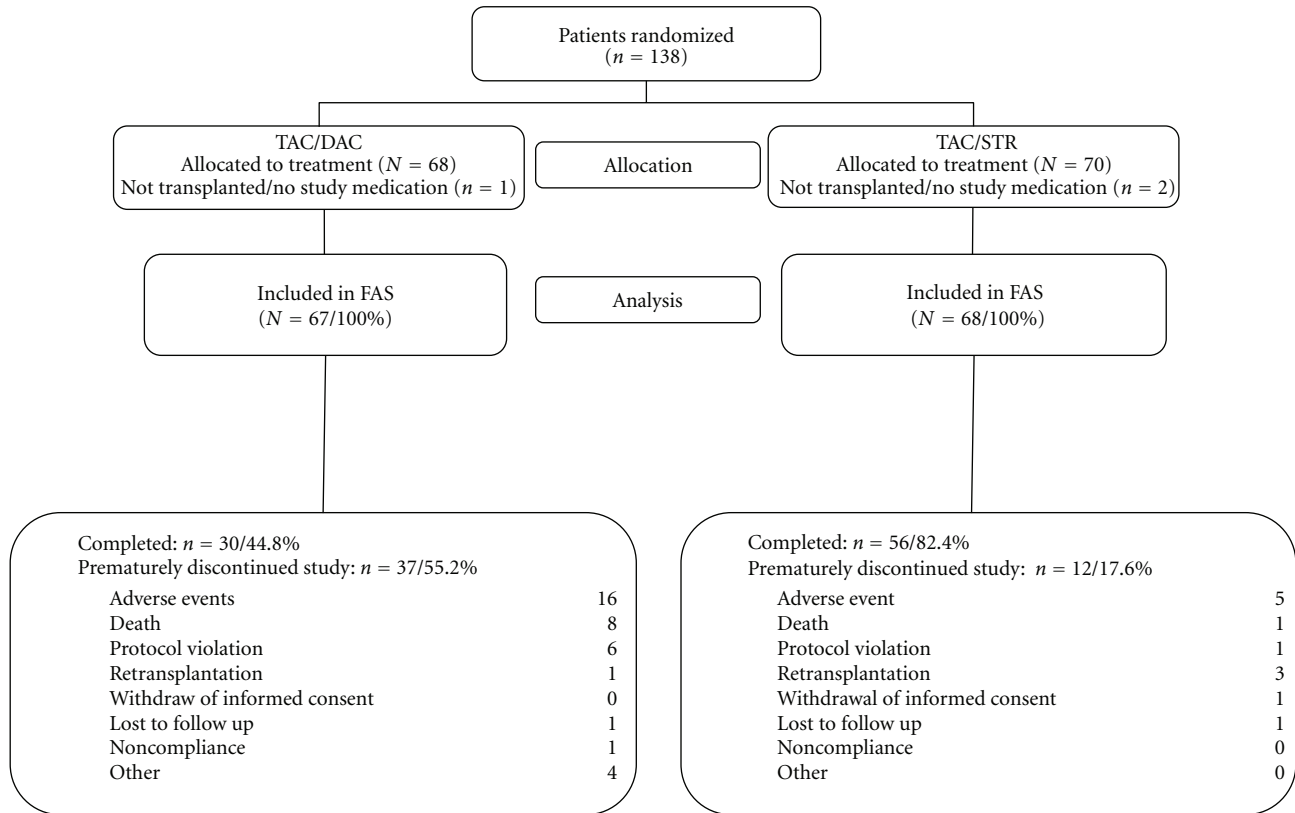 Patients randomized
(n = 138)
TAC/DAC
Allocated to treatment (N = 68)
Not transplanted/no study medication (n = 1)
Allocation
TAC/STR
Allocated to treatment (N = 70)
Not transplanted/no study medication (n = 2)
Included in FAS
(N = 67/100%)
Analysis
Included in FAS
(N = 68/100%)
Completed: n = 30/44.8%
Prematurely discontinued study: n = 37/55.2%
Adverse events 16
Death 8
Protocol violation 6
Retransplantation 1
Withdraw of informed consent 0
Lost to follow up 1
Noncompliance 1
Other 4
Completed: n = 56/82.4%
Prematurely discontinued study: n = 12/17.6%
Adverse event 5
Death 1
Protocol violation 1
Retransplantation 3
Withdrawal of informed consent 1
Lost to follow up 1
Noncompliance 0
Other 0